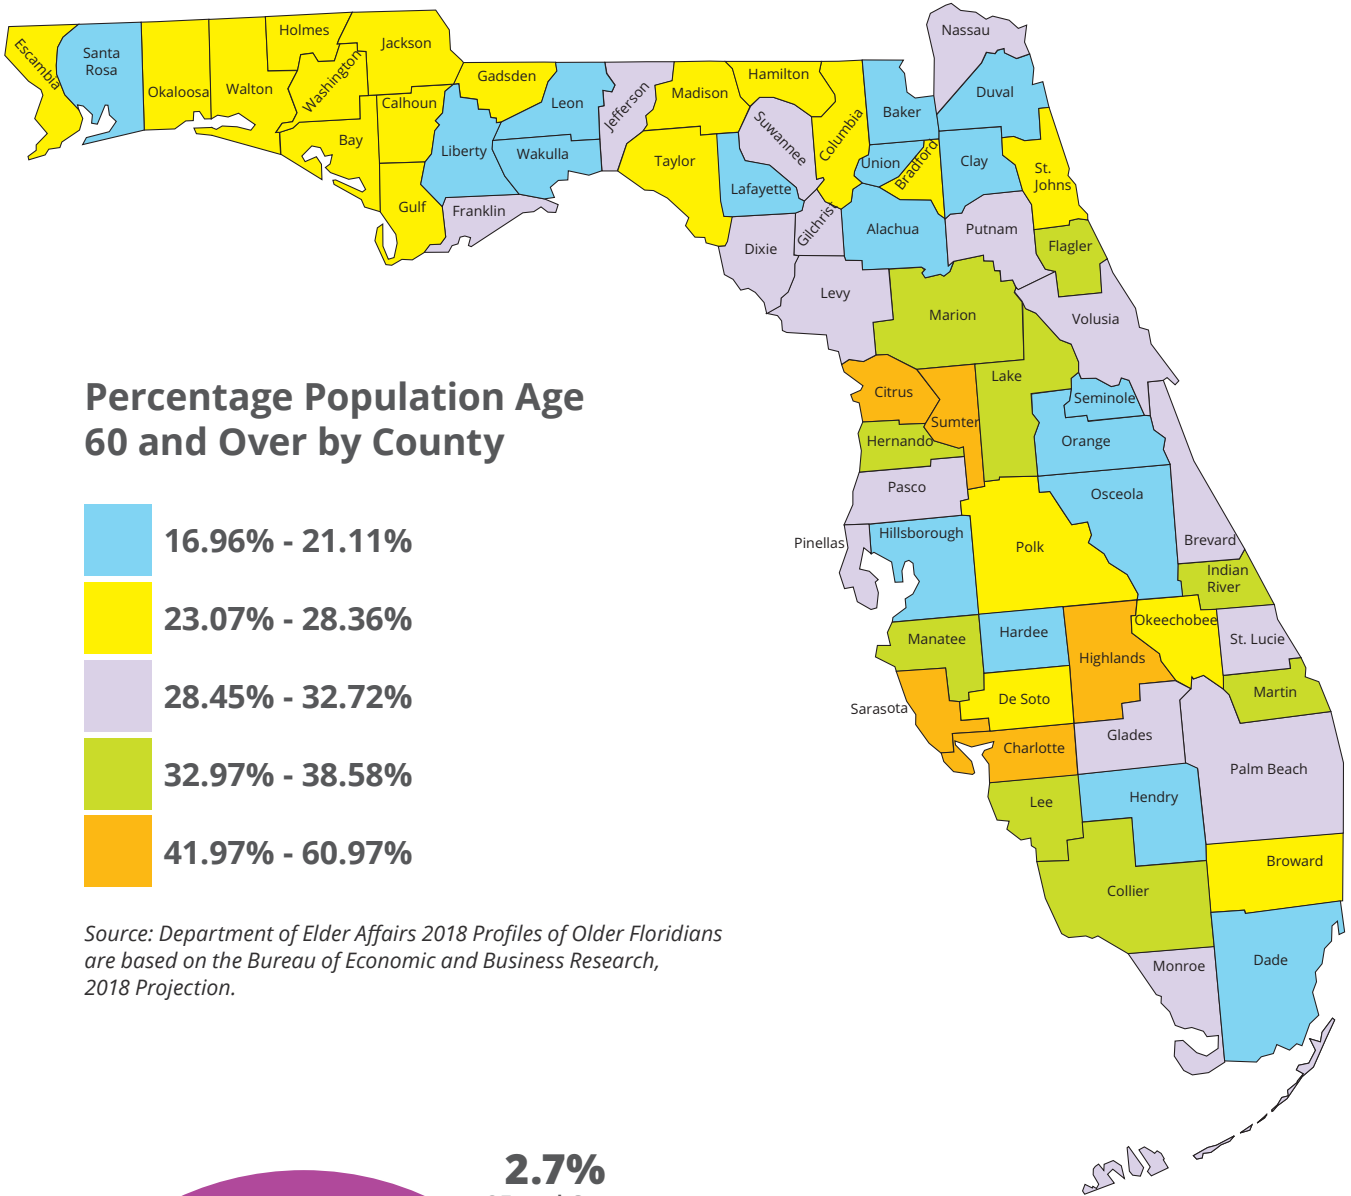 Nassau
Holmes
Jackson
Escambia
Santa
Rosa
Okaloosa
Walton
Washington
Calhoun
Bay
Gulf
Gadsden
Liberty
Leon
Wakulla
Franklin
Jefferson
Madison
Hamilton
Taylor
Suwannee
Lafayette
Columbia
Baker
Duval
Union
Bradford
Clay
St.
Johns
Dixie
Gilchrist
Alachua
Putnam
Flagler
Levy
Marion
Volusia
Percentage Population Age
60 and Over by County
Citrus
Sumter
Lake
Seminole
Hernando
Orange
Pasco
Osceola
Brevard
Pinellas
Hillsborough
Polk
Indian
River
16.96% - 21.11%
23.07% - 28.36%
28.45% - 32.72%
32.97% - 38.58%
41.97% - 60.97%
Manatee
Hardee
Highlands
Okeechobee
St. Lucie
Sarasota
De Soto
Martin
Charlotte
Glades
Palm Beach
Lee
Hendry
Collier
Broward
Monroe
Dade
Source: Department of Elder Affairs 2018 Profiles of Older Floridians
are based on the Bureau of Economic and Business Research,
2018 Projection.
2.7%